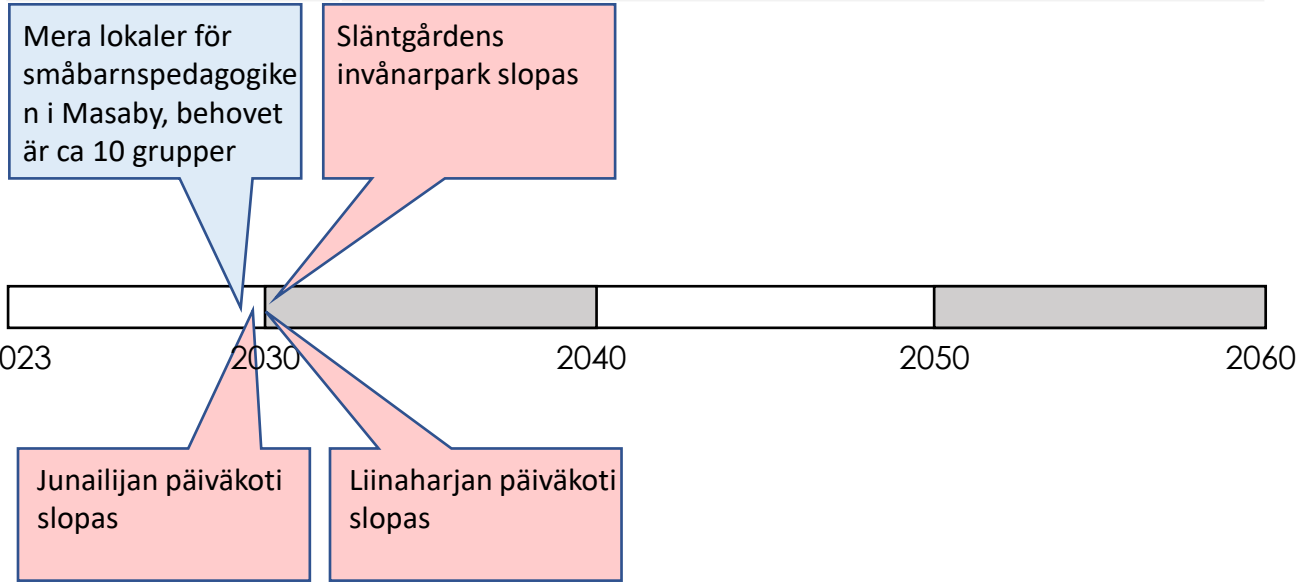 Mera lokaler för
småbarnspedagogike
n i Masaby, behovet
är ca 10 grupper
Släntgårdens
invånarpark slopas
023
2030
2040
2050
2060
Junailijan päiväkoti
slopas
Liinaharjan päiväkoti
slopas